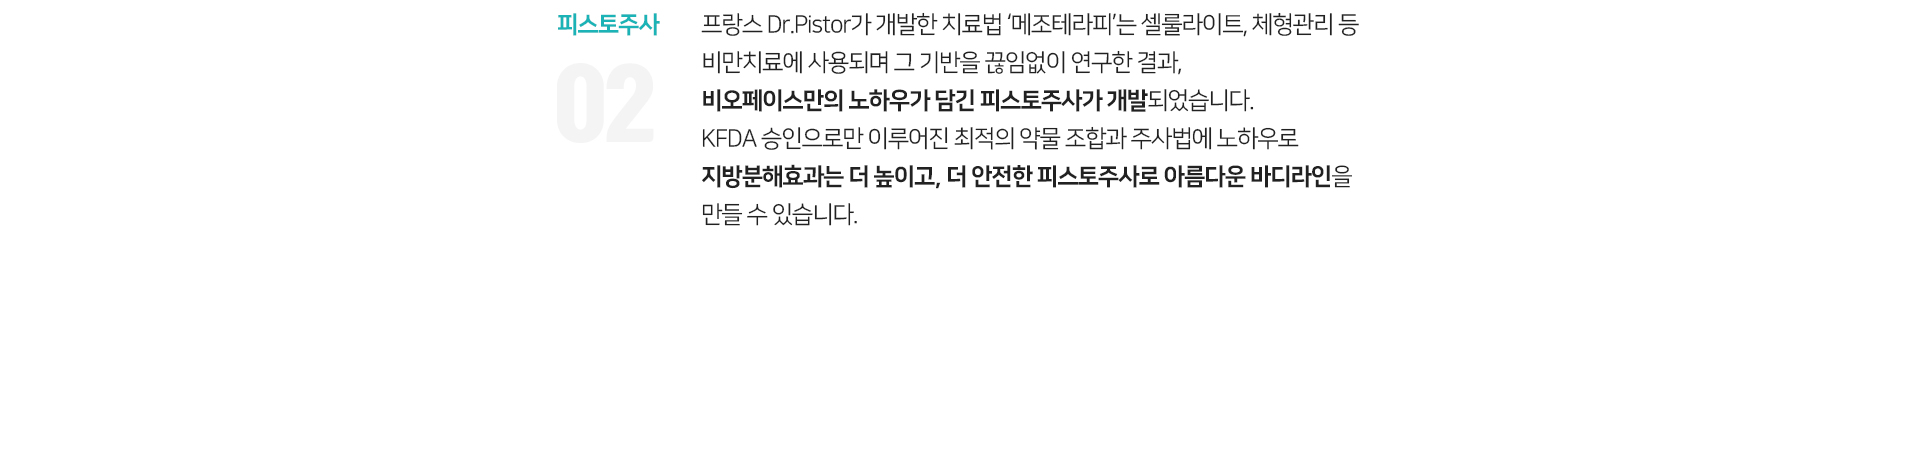 피스토주사
02
프랑스 Dr.Pistor가 개발한 치료법 ‘메조테라피’는 셀룰라이트, 체형관리 등
비만치료에 사용되며 그 기반을 끊임없이 연구한 결과,
비오페이스만의 노하우가 담긴 피스토주사가 개발되었습니다.
KFDA 승인으로만 이루어진 최적의 약물 조합과 주사법에 노하우로
지방분해효과는 더 높이고, 더 안전한 피스토주사로 아름다운 바디라인을
만들 수 있습니다.